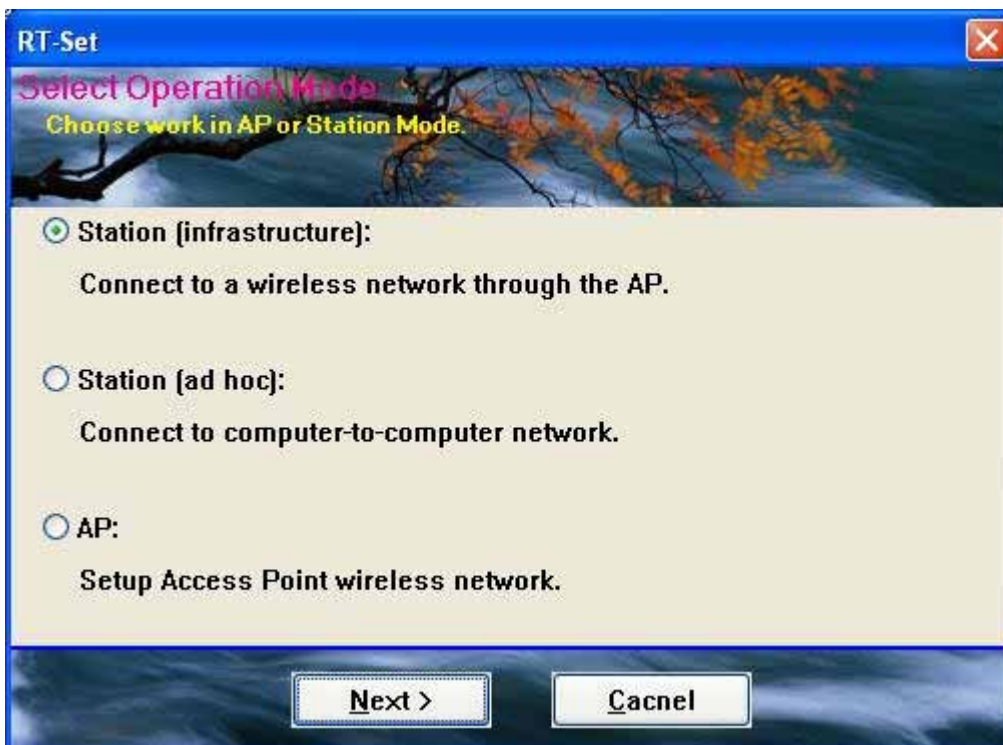 RT-Set
Select Operation Mode
Choose work in AP or Station Mode.
Station (infrastructure):
Connect to a wireless network through the AP.
Station (ad hoc):
Connect to computer-to-computer network.
AP:
Setup Access Point wireless network.
Next >
Cacnel